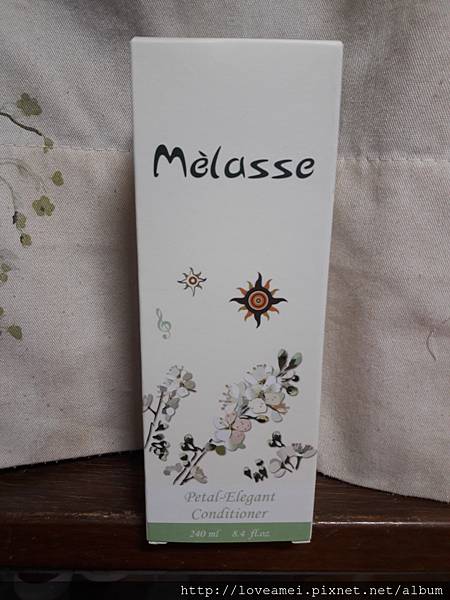 Mèlasse
Petal-Elegant
Conditioner
240 ml 8.4 fl.oz
http://loveamei.pixnet.net/album